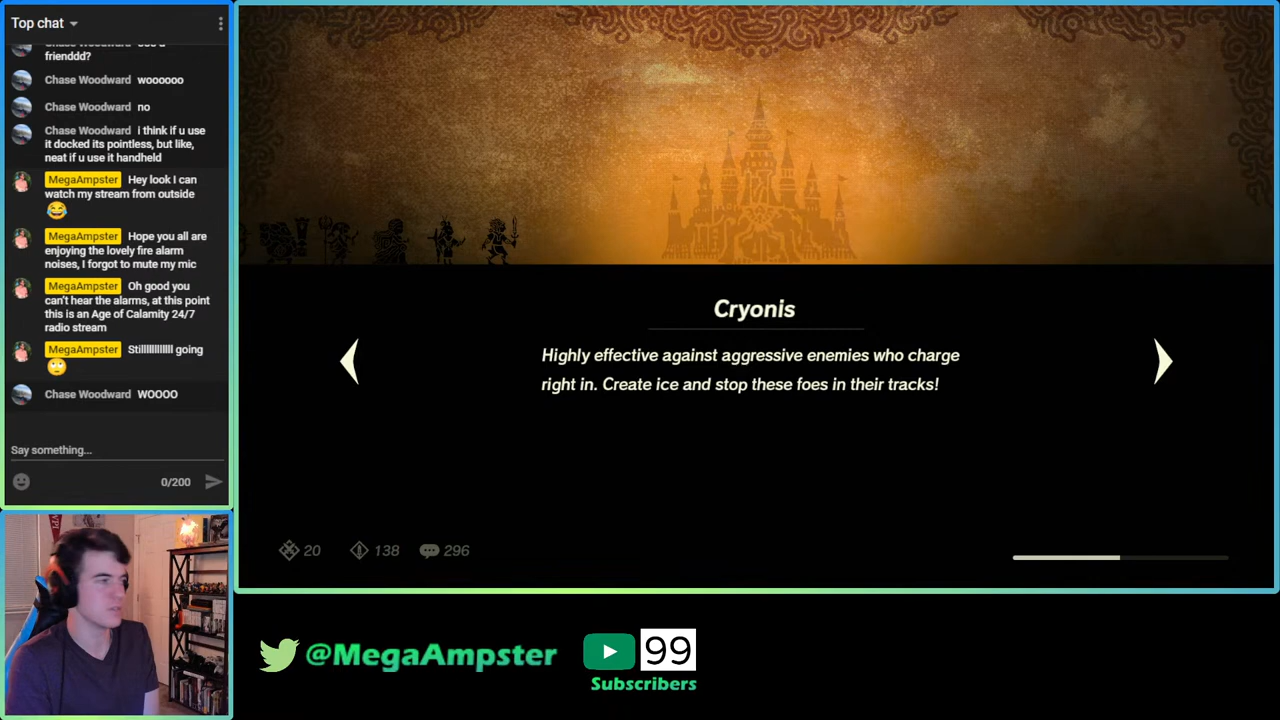 Top chat
friendd​d?
Chase Woodward woooooo
Chase Woodward no
Chase Woodward i think if u use
it docked its pointless, but like,
neat if u use it handheld
MegaAmpster Hey look I can
watch my stream from outside
😂
MegaAmpster Hope you all are
enjoying the lovely fire alarm
noises, I forgot to mute my mic
MegaAmpster Oh good you
can't hear the alarms, at this point
this is an Age of Calamity 24/7
radio stream
MegaAmpster Stillllllllllllll going
🙄
Chase Woodward WOOOO
Say something...
0/200
Cryonis
Highly effective against aggressive enemies who charge
right in. Create ice and stop these foes in their tracks!
20 138 296
@MegaAmpster
99
Subscribers